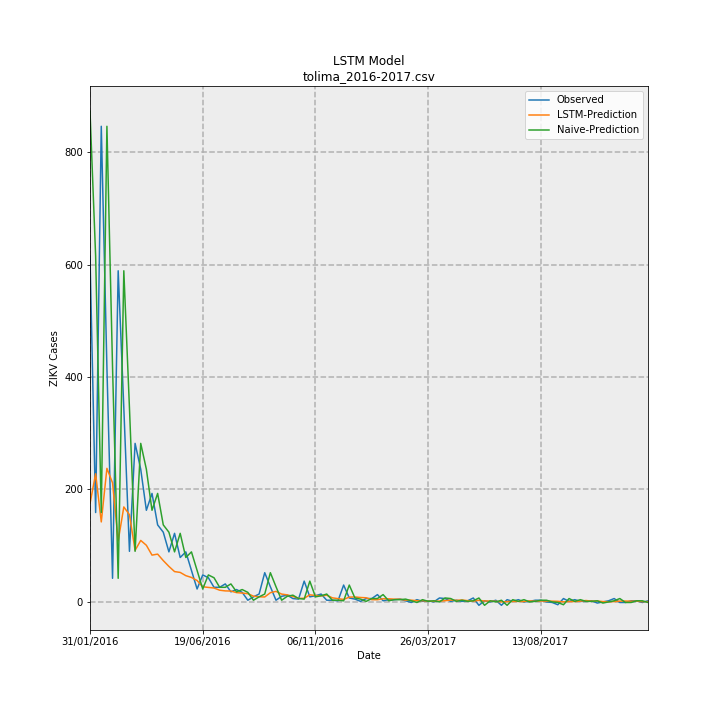 LSTM Model
tolima_2016-2017.csv
Observed
LSTM-Prediction
Naive-Prediction
ZIKV Cases
800
600
400
200
0
31/01/2016
19/06/2016
06/11/2016
26/03/2017
13/08/2017
Date